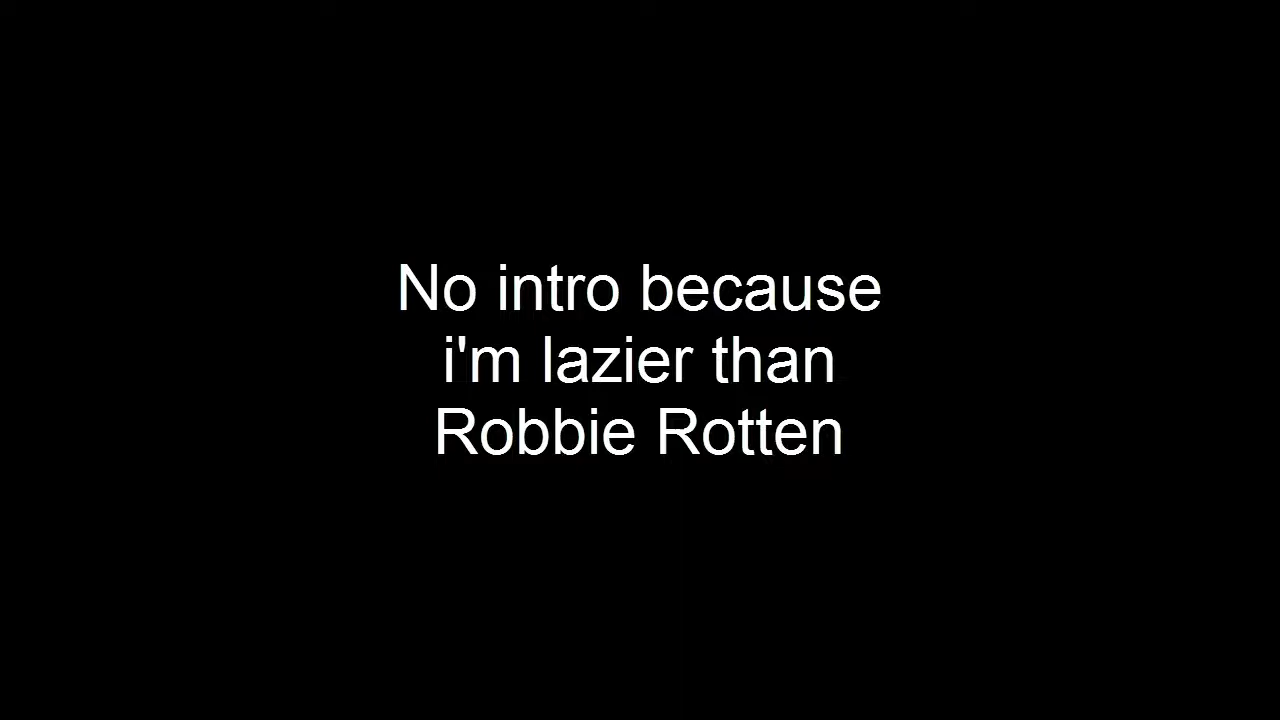 No intro because
i'm lazier than
Robbie Rotten